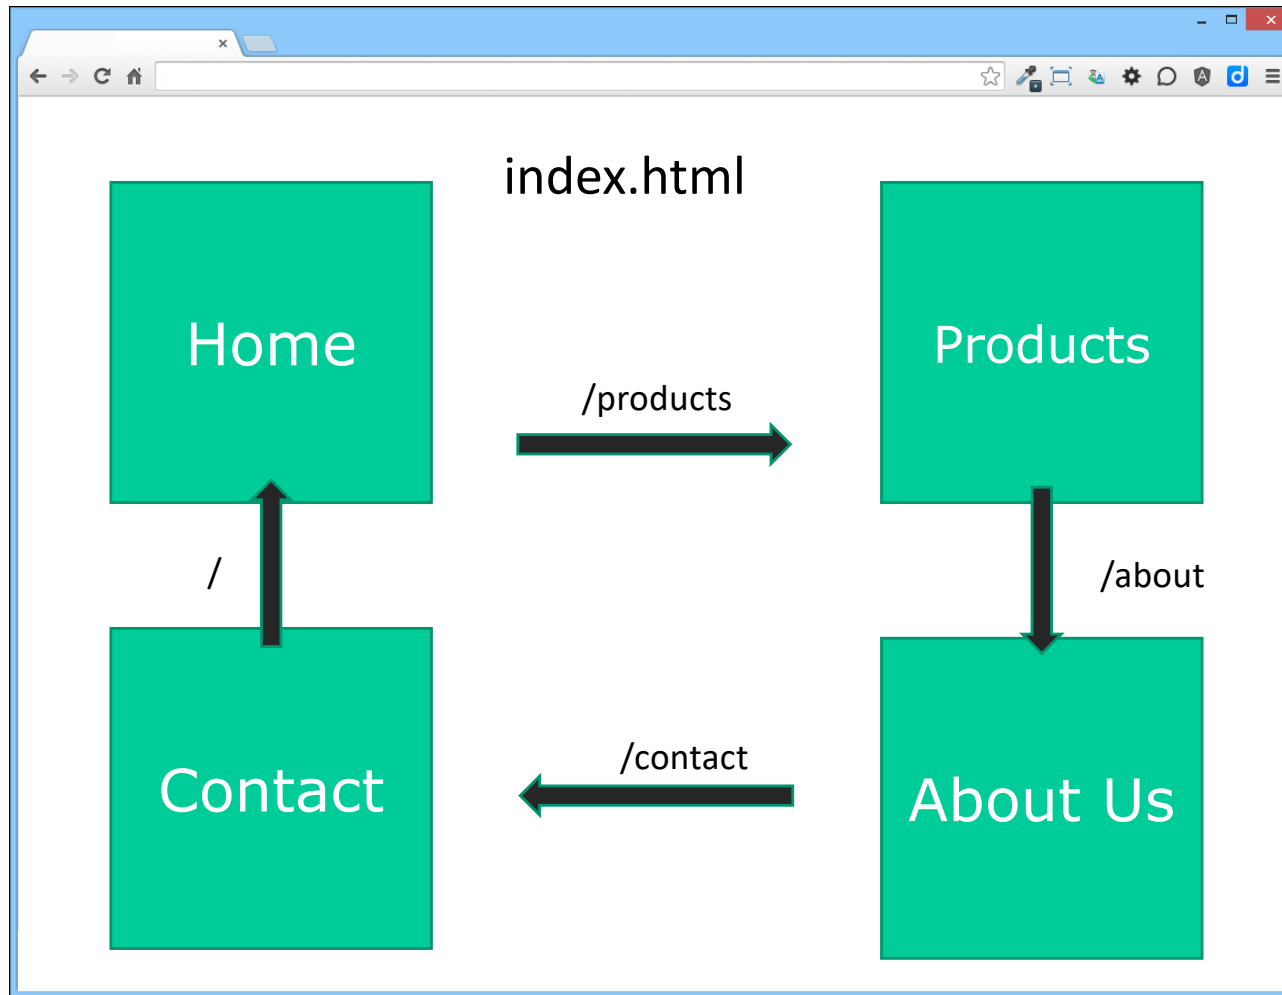 index.html
Home
Products
/products
/
/about
Contact
/contact
About Us